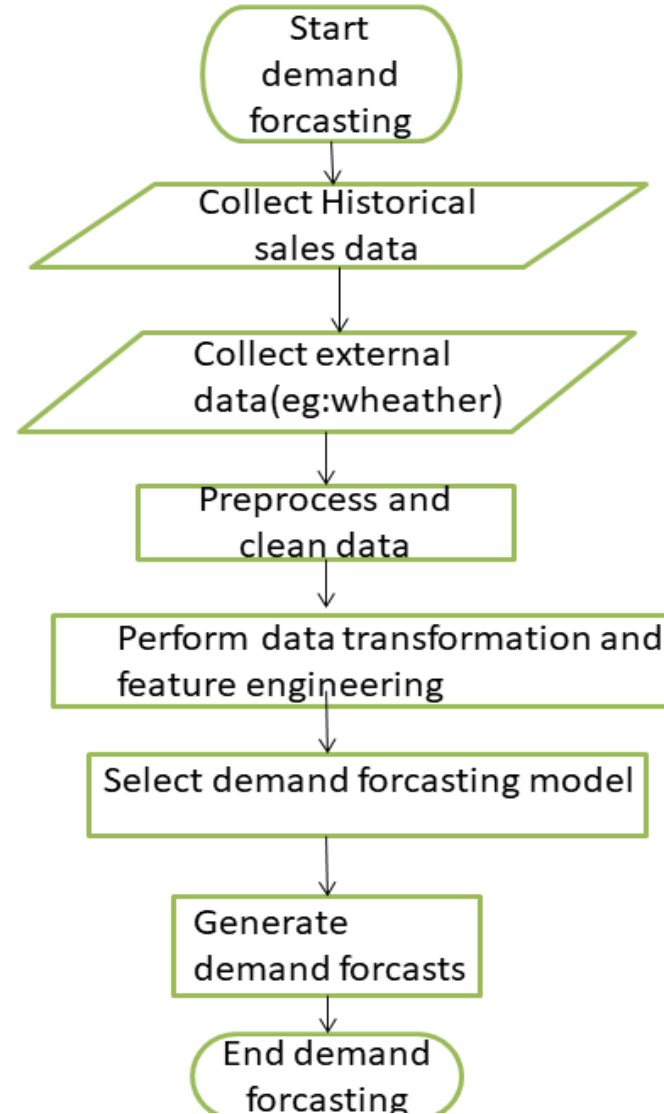 Start
demand
forcasting
Collect Historical
sales data
Collect external
data(eg:wheather)
Preprocess and
clean data
Perform data transformation and
feature engineering
Select demand forcasting model
Generate
demand forcasts
End demand
forcasting